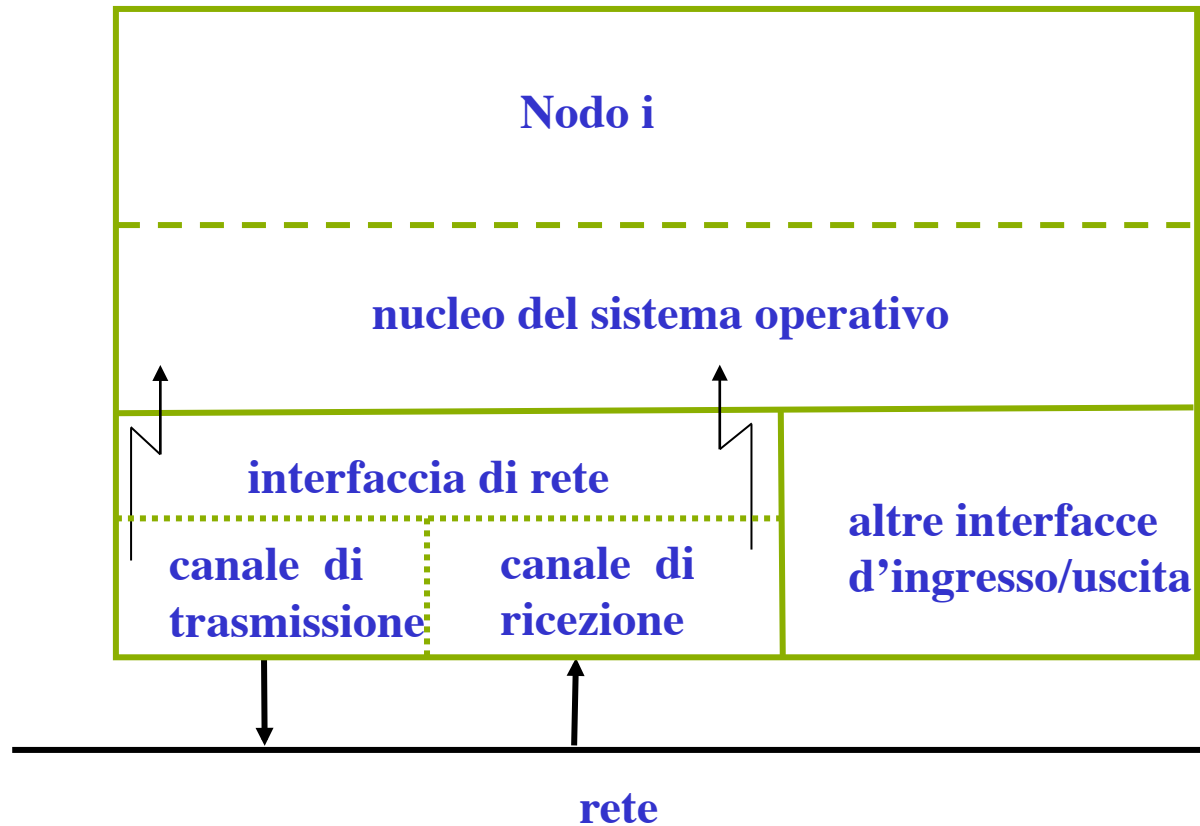 Nodo i
nucleo del sistema operativo
interfaccia di rete
canale di
trasmissione
canale di
ricezione
altre interfacce
d’ingresso/uscita
rete